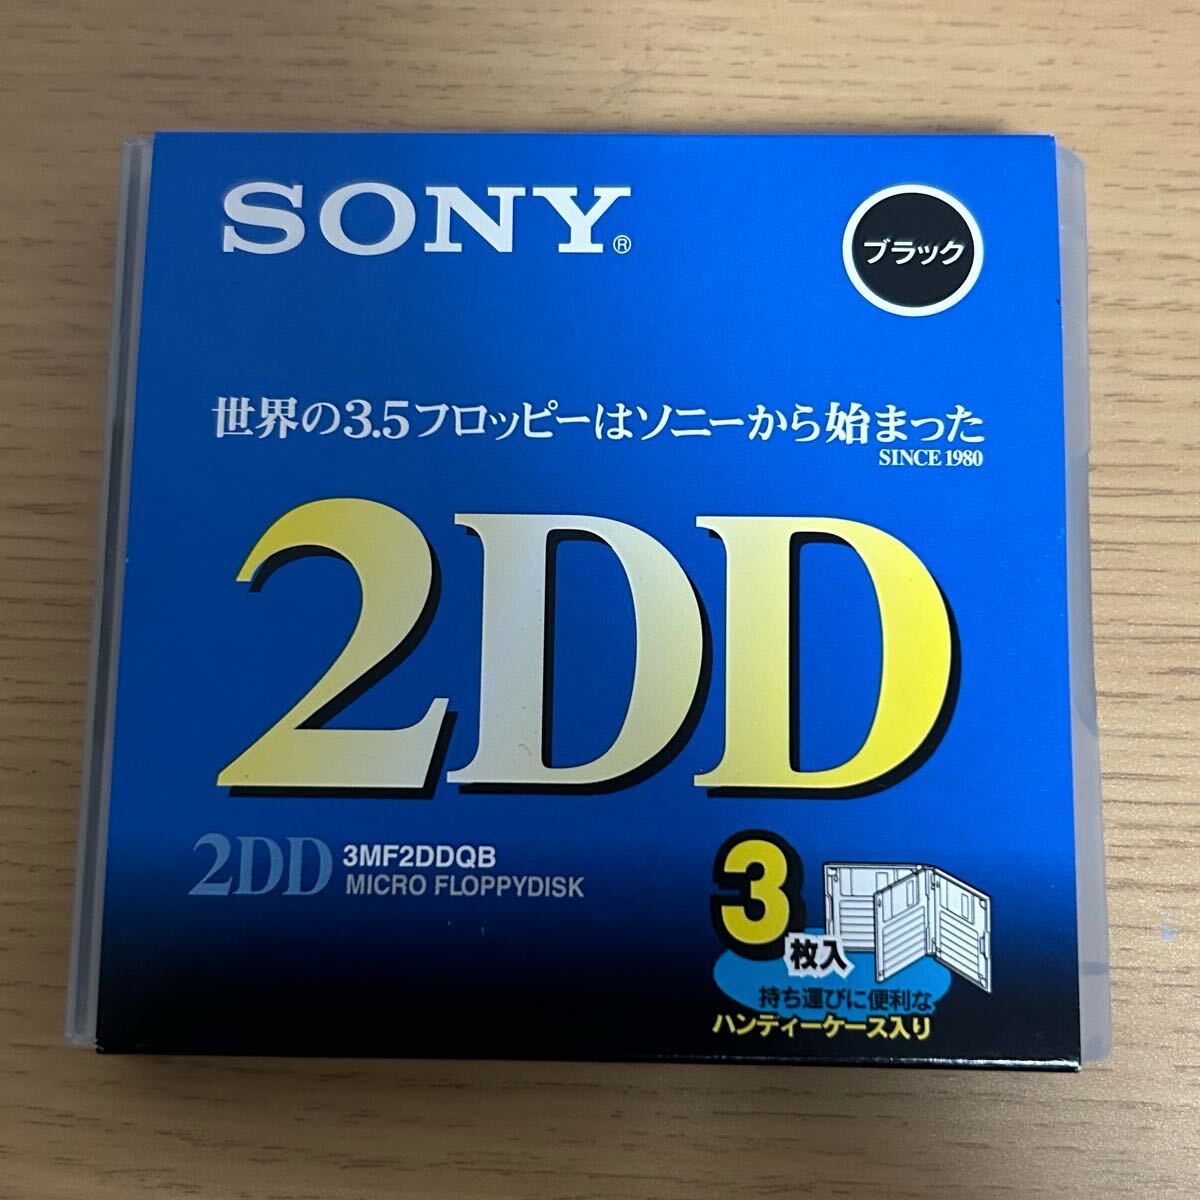 SONY®
ブラック
世界の3.5フロッピーはソニーから始まった
SINCE 1980
2DD
2DD 3MF2DDQB
MICRO FLOPPYDISK
3枚入
持ち運びに便利な
ハンディーケース入り